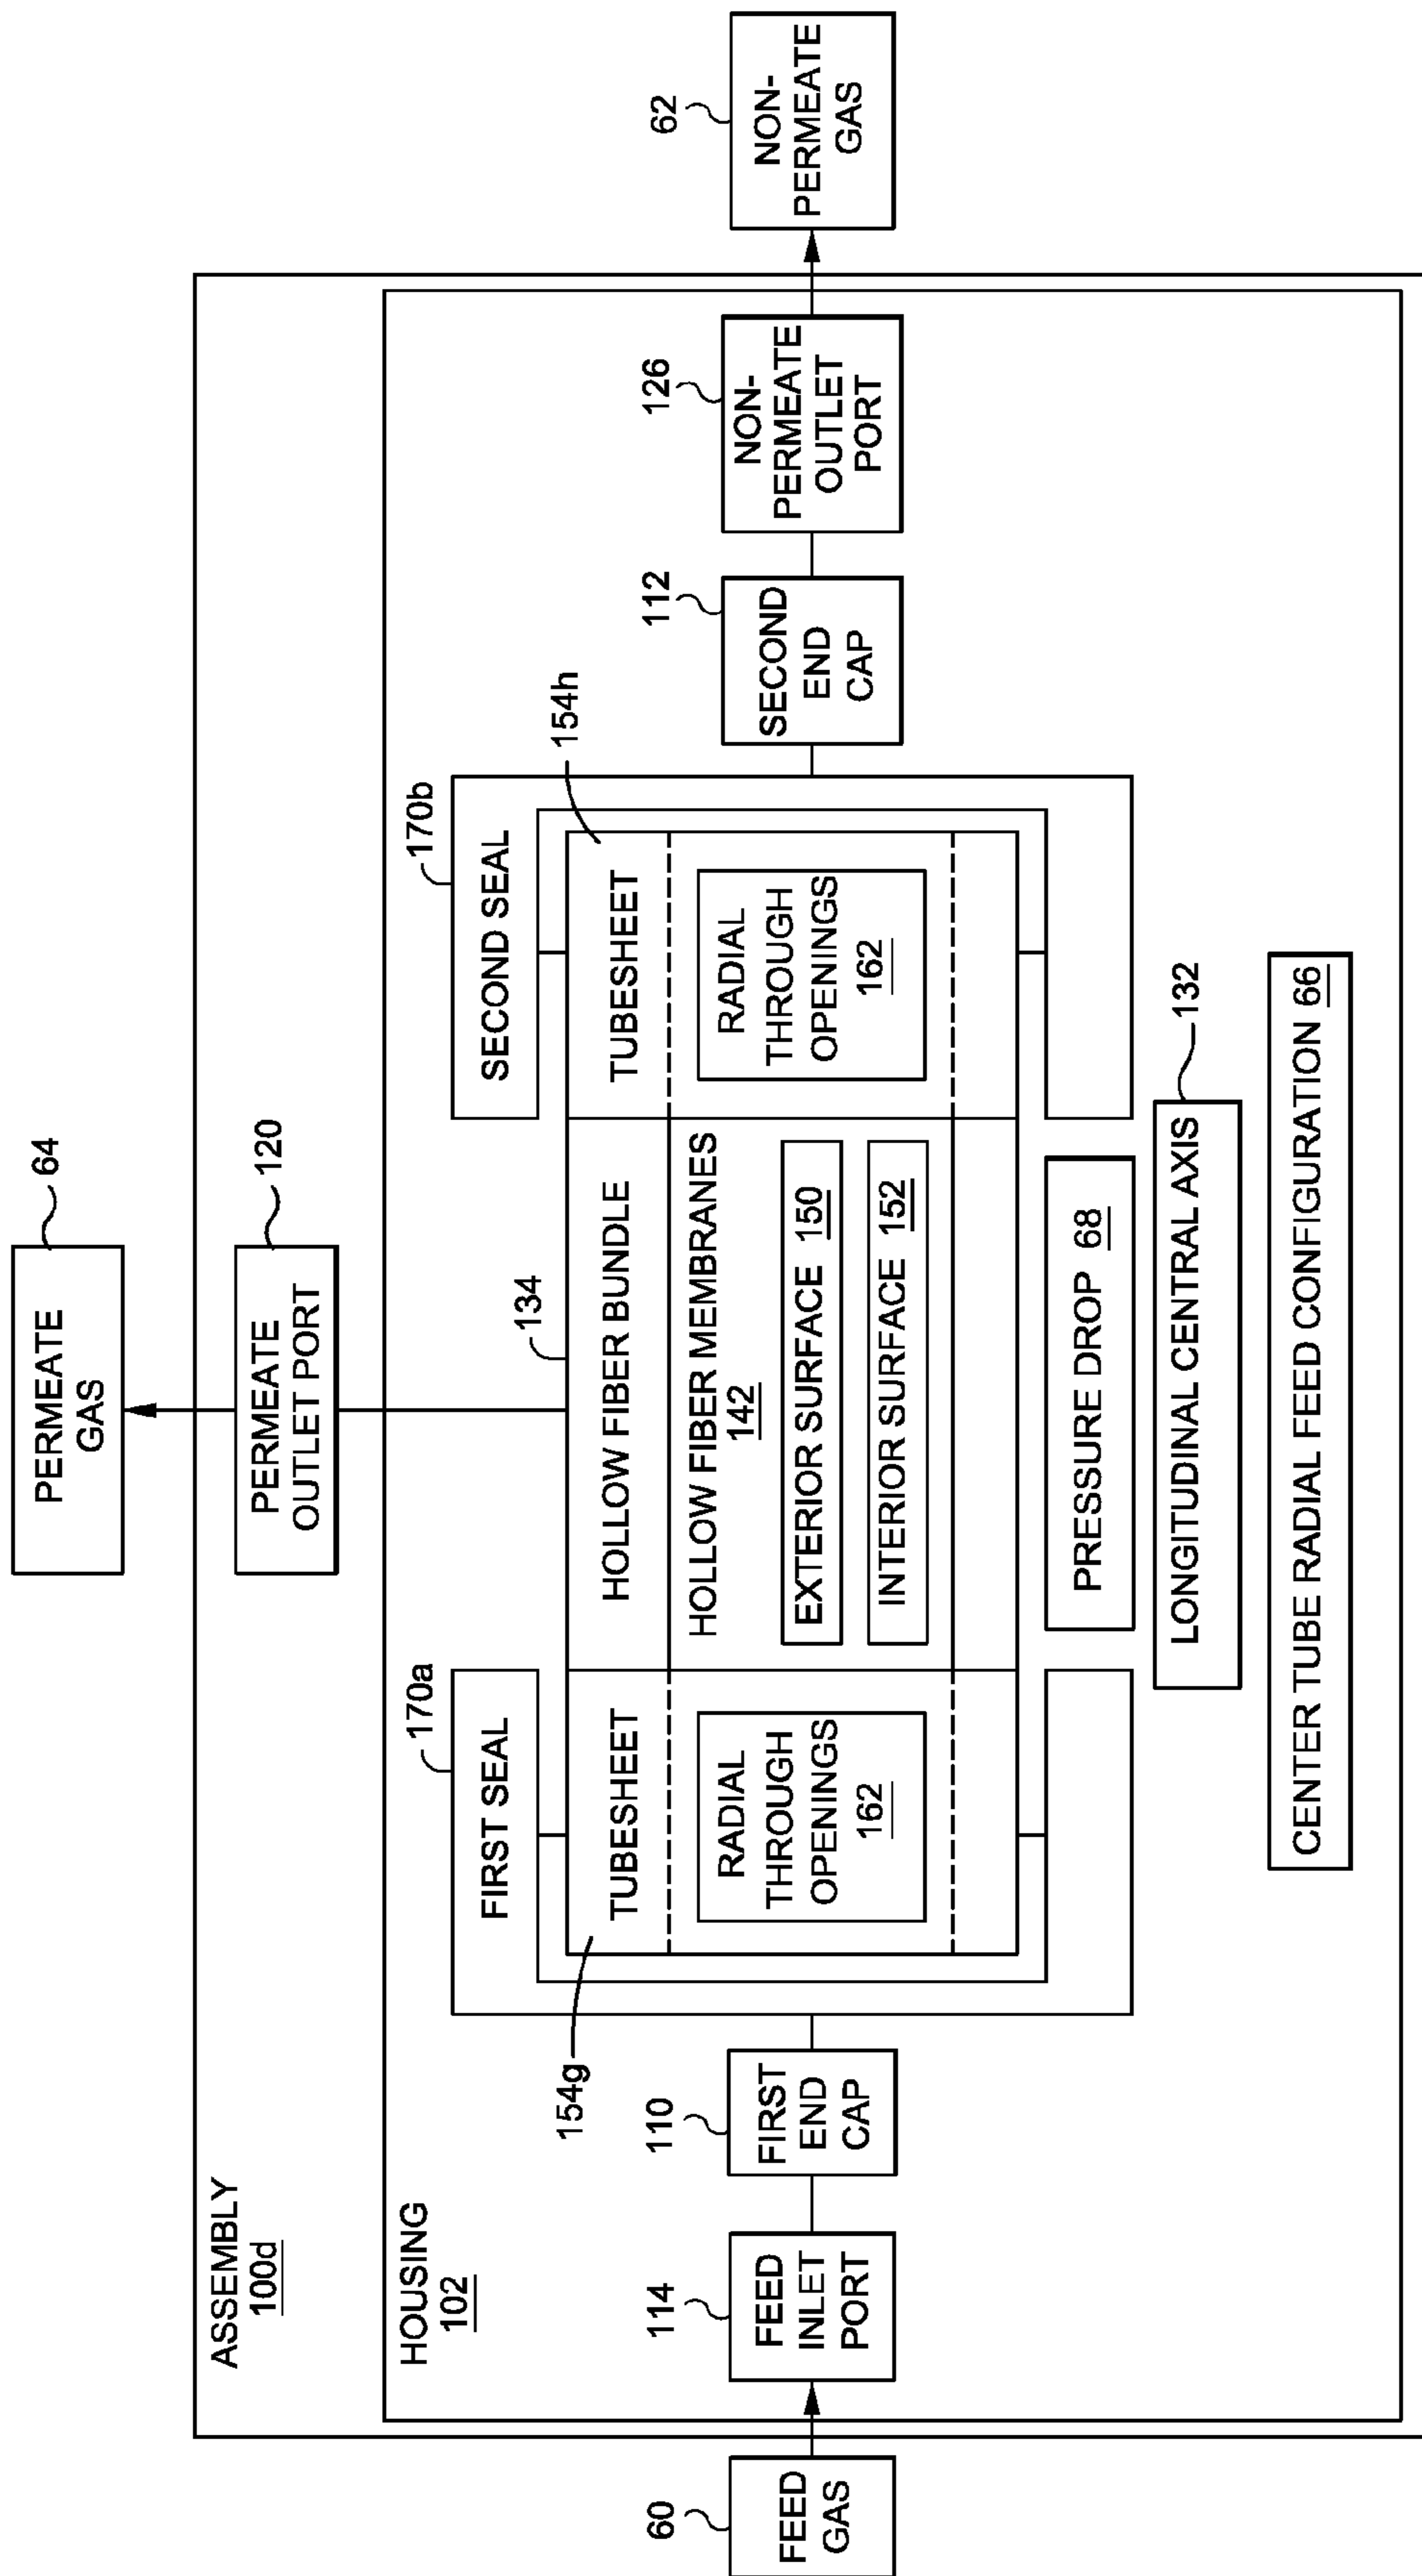 ASSEMBLY
100d
HOUSING
102
60
FEED
GAS
114
FEED
INLET
PORT
110
FIRST
END
CAP
170a
FIRST SEAL
154g
TUBESHEET
RADIAL
THROUGH
OPENINGS
162
64
PERMEATE
GAS
120
PERMEATE
OUTLET PORT
134
HOLLOW FIBER BUNDLE
HOLLOW FIBER MEMBRANES
142
EXTERIOR SURFACE 150
INTERIOR SURFACE 152
170b
SECOND SEAL
154h
TUBESHEET
RADIAL
THROUGH
OPENINGS
162
112
SECOND
END
CAP
126
NON-
PERMEATE
OUTLET
PORT
62
NON-
PERMEATE
GAS
PRESSURE DROP 68
LONGITUDINAL CENTRAL AXIS
132
CENTER TUBE RADIAL FEED CONFIGURATION 66